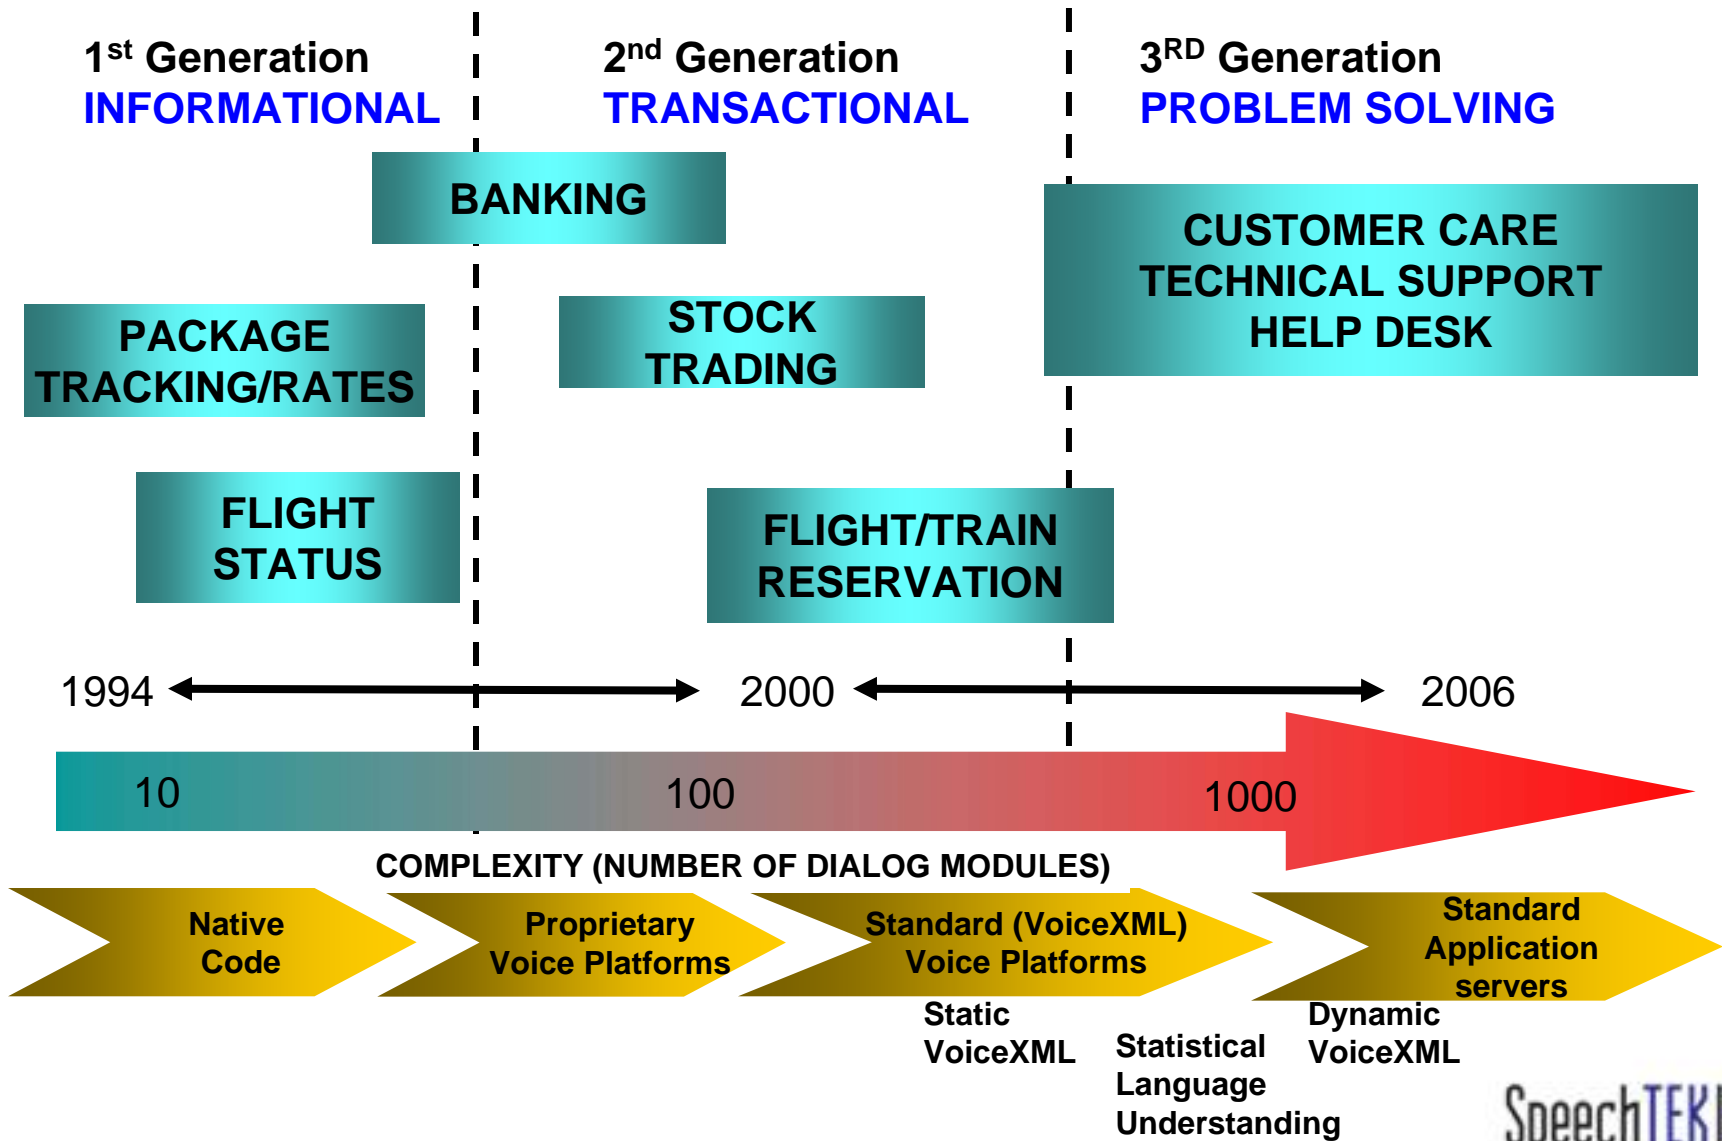 1st Generation
INFORMATIONAL
2nd Generation
TRANSACTIONAL
3RD Generation
PROBLEM SOLVING
BANKING
CUSTOMER CARE
TECHNICAL SUPPORT
HELP DESK
PACKAGE
TRACKING/RATES
STOCK
TRADING
FLIGHT
STATUS
FLIGHT/TRAIN
RESERVATION
1994
2000
2006
10
100
1000
COMPLEXITY (NUMBER OF DIALOG MODULES)
Native
Code
Proprietary
Voice Platforms
Standard (VoiceXML)
Voice Platforms
Standard
Application
servers
Static
VoiceXML
Statistical
Language
Understanding
Dynamic
VoiceXML
SpeechTEK